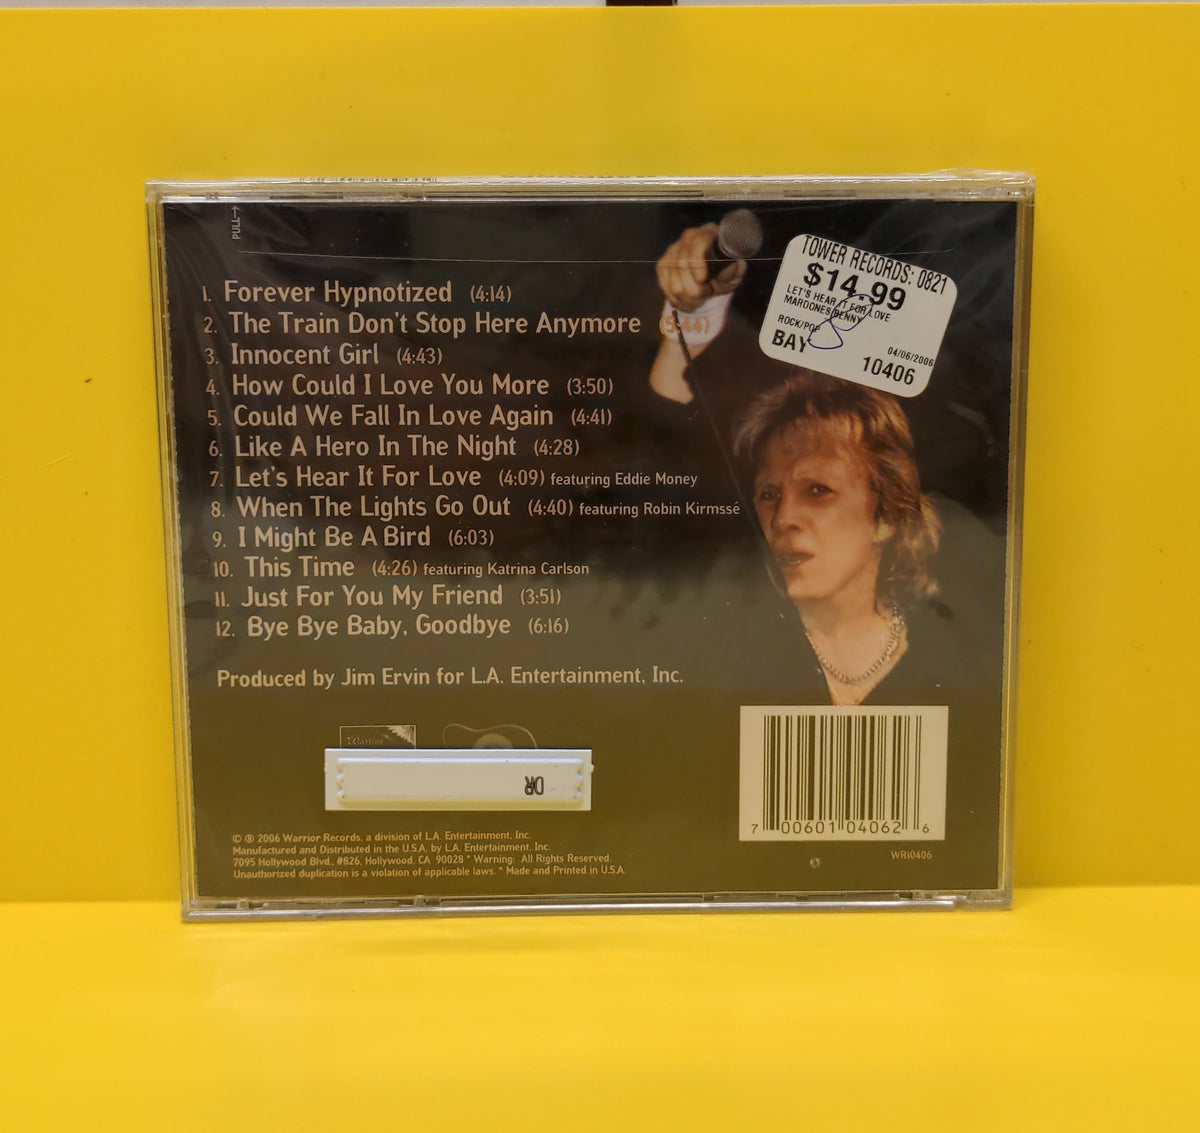 PULL→
1. Forever Hypnotized (4:14)
2. The Train Don't Stop Here Anymore (5:44)
3. Innocent Girl (4:43)
4. How Could I Love You More (3:50)
5. Could We Fall In Love Again (4:41)
6. Like A Hero In The Night (4:28)
7. Let's Hear It For Love (4:09) featuring Eddie Money
8. When The Lights Go Out (4:40) featuring Robin Kirmssé
9. I Might Be A Bird (6:03)
10. This Time (4:26) featuring Katrina Carlson
11. Just For You My Friend (3:51)
12. Bye Bye Baby, Goodbye (6:16)
Produced by Jim Ervin for L.A. Entertainment, Inc.
TOWER RECORDS: 0821
$14.99
LET'S HEAR IT FOR LOVE
MARDONES BENNY
ROCK/POP
04/06/2006
BAY 10406
Warrior
DR
© ® 2006 Warrior Records, a division of L.A. Entertainment, Inc.
Manufactured and Distributed in the U.S.A. by L.A. Entertainment, Inc.
7095 Hollywood Blvd., #826, Hollywood, CA 90028 * Warning: All Rights Reserved.
Unauthorized duplication is a violation of applicable laws. * Made and Printed in U.S.A.
7 00601 04062 6
WRI0406